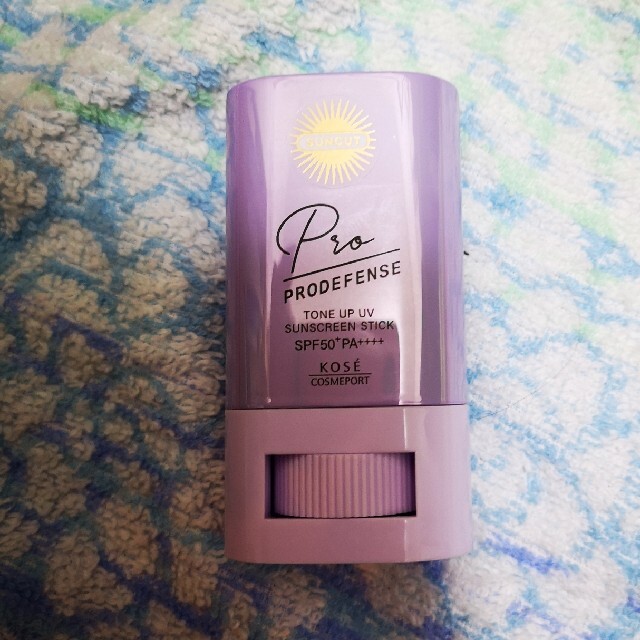 SUNCUT
Pro
PRODEFENSE
TONE UP UV
SUNSCREEN STICK
SPF50+ PA++++
KOSÉ
COSMEPORT